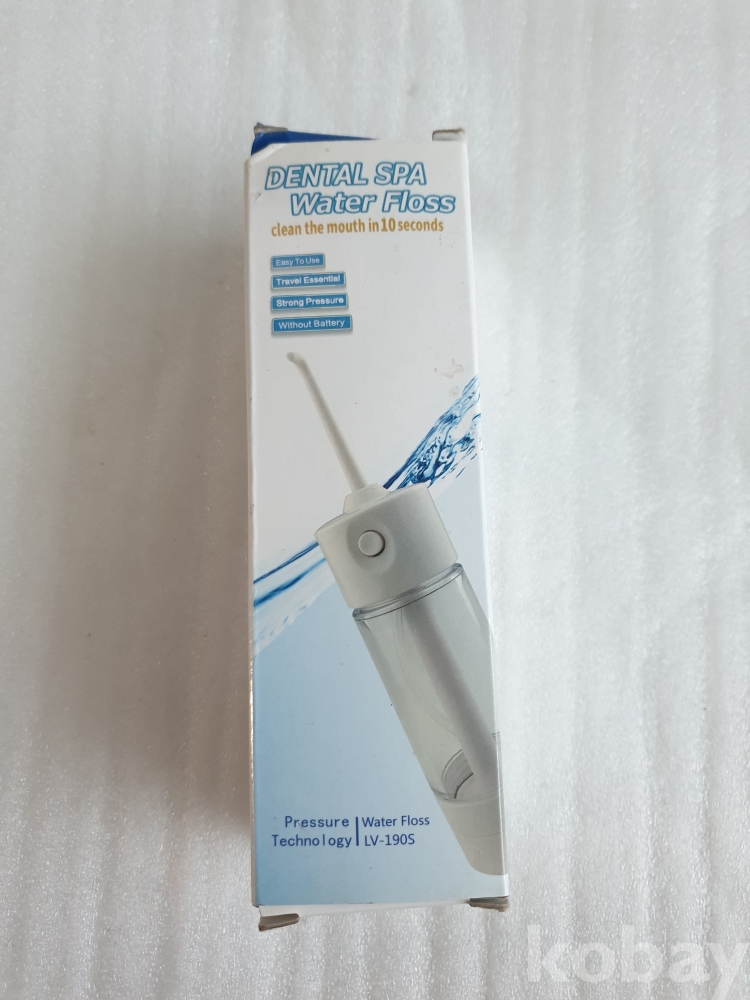 DENTAL SPA
Water Floss
clean the mouth in 10 seconds
Easy To Use
Travel Essential
Strong Pressure
Without Battery
Pressure Technology
Water Floss
LV-190S
kobay